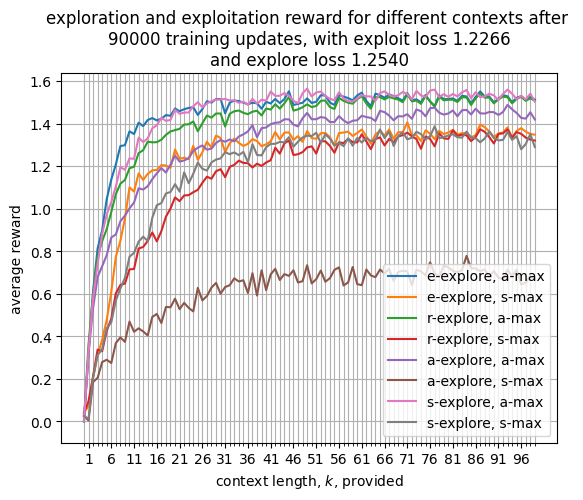 exploration and exploitation reward for different contexts after
90000 training updates, with exploit loss 1.2266
and explore loss 1.2540
1.6
1.4
1.2
1.0
0.8
0.6
0.4
0.2
0.0
average reward
e-explore, a-max
e-explore, s-max
r-explore, a-max
r-explore, s-max
a-explore, a-max
a-explore, s-max
s-explore, a-max
s-explore, s-max
1 6 11 16 21 26 31 36 41 46 51 56 61 66 71 76 81 86 91 96
context length, k, provided